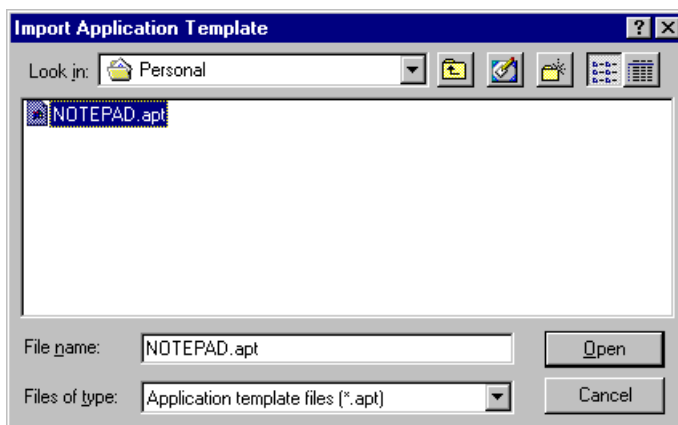 Import Application Template
Look in: Personal
NOTEPAD.apt
File name: NOTEPAD.apt Open
Files of type: Application template files (*.apt) Cancel